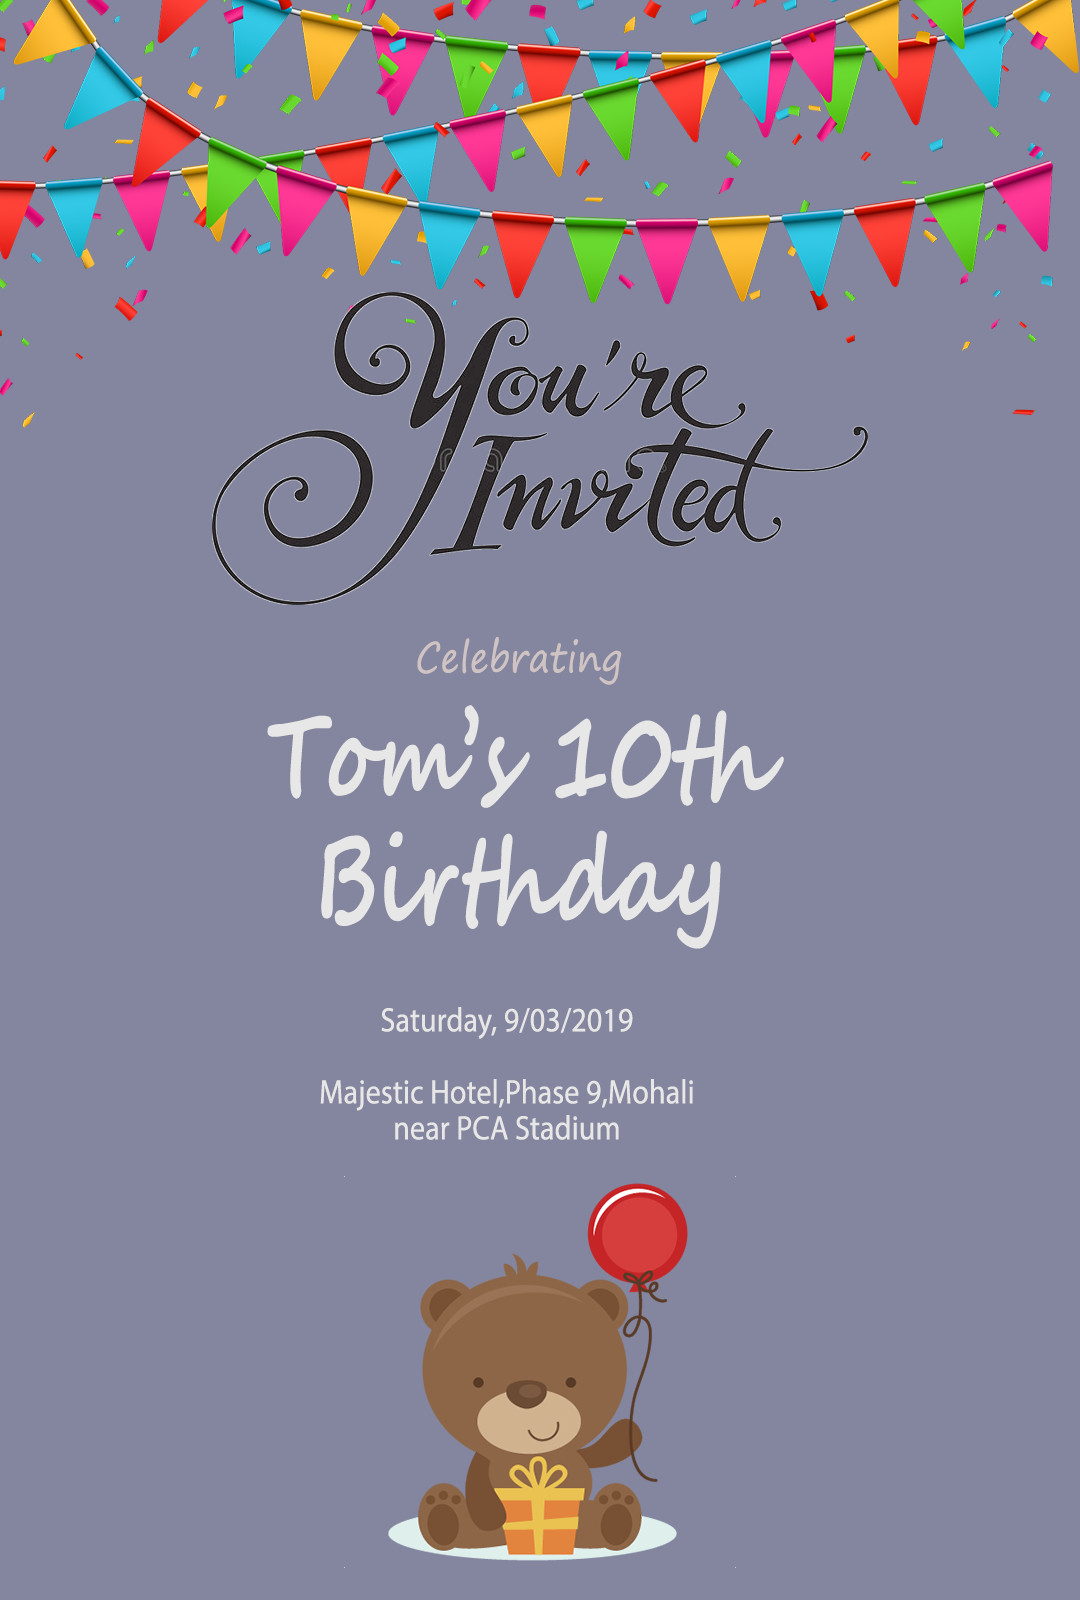 You're
Invited
Celebrating
Tom's 10th
Birthday
Saturday, 9/03/2019
Majestic Hotel,Phase 9,Mohali
near PCA Stadium